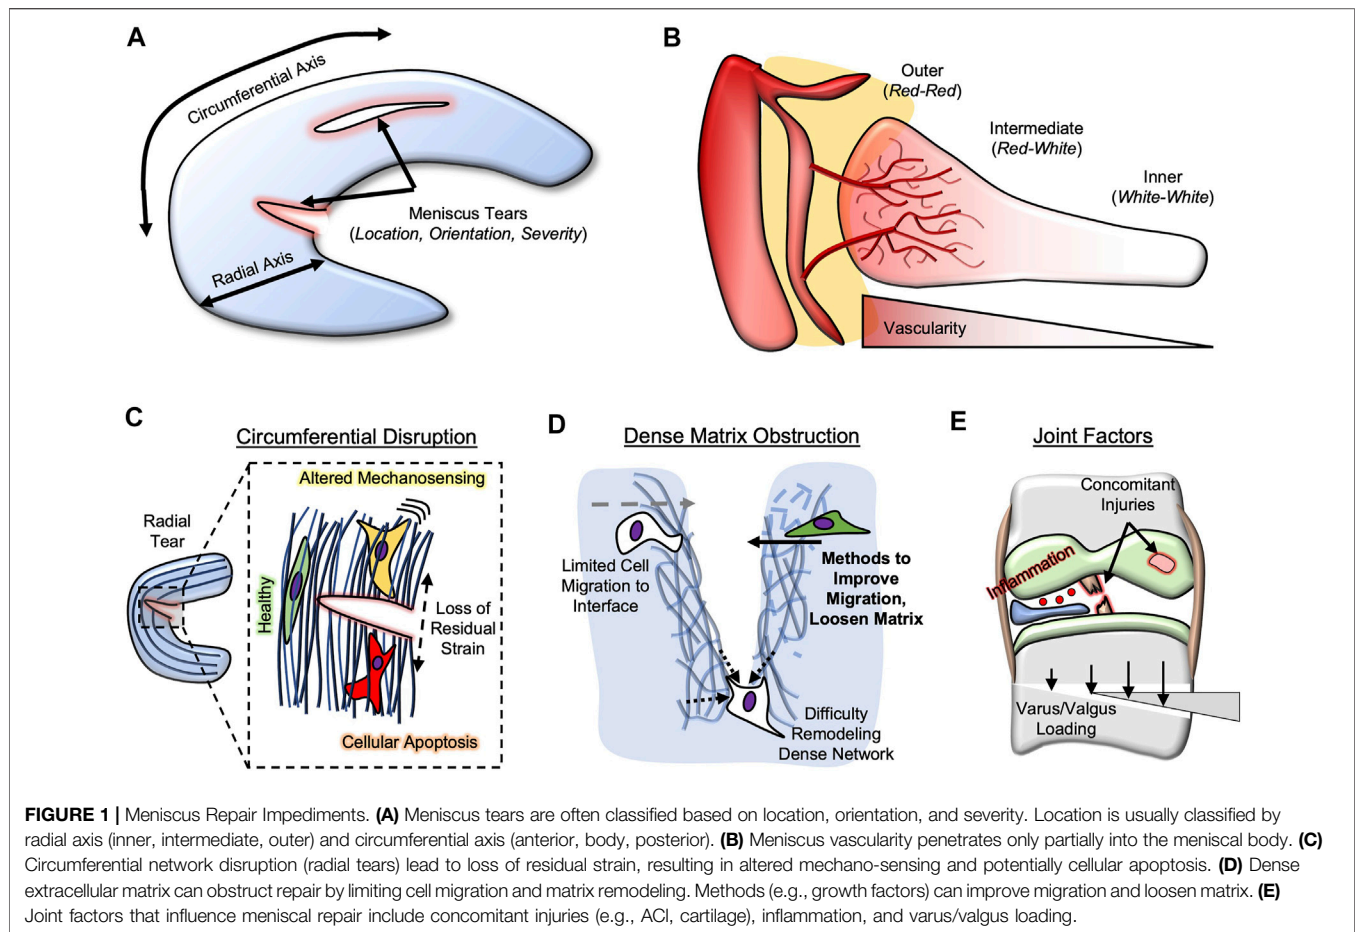 A
Circumferential Axis
Meniscus Tears
(Location, Orientation, Severity)
Radial Axis
B
Outer
(Red-Red)
Intermediate
(Red-White)
Inner
(White-White)
Vascularity
C
Circumferential Disruption
Altered Mechanosensing
Radial
Tear
Healthy
Loss of
Residual
Strain
Cellular Apoptosis
D
Dense Matrix Obstruction
Limited Cell
Migration to
Interface
Methods to
Improve
Migration,
Loosen Matrix
Difficulty
Remodeling
Dense Network
E
Joint Factors
Concomitant
Injuries
Inflammation
Varus/Valgus
Loading
FIGURE 1 | Meniscus Repair Impediments. (A) Meniscus tears are often classified based on location, orientation, and severity. Location is usually classified by
radial axis (inner, intermediate, outer) and circumferential axis (anterior, body, posterior). (B) Meniscus vascularity penetrates only partially into the meniscal body. (C)
Circumferential network disruption (radial tears) lead to loss of residual strain, resulting in altered mechano-sensing and potentially cellular apoptosis. (D) Dense
extracellular matrix can obstruct repair by limiting cell migration and matrix remodeling. Methods (e.g., growth factors) can improve migration and loosen matrix. (E)
Joint factors that influence meniscal repair include concomitant injuries (e.g., ACl, cartilage), inflammation, and varus/valgus loading.